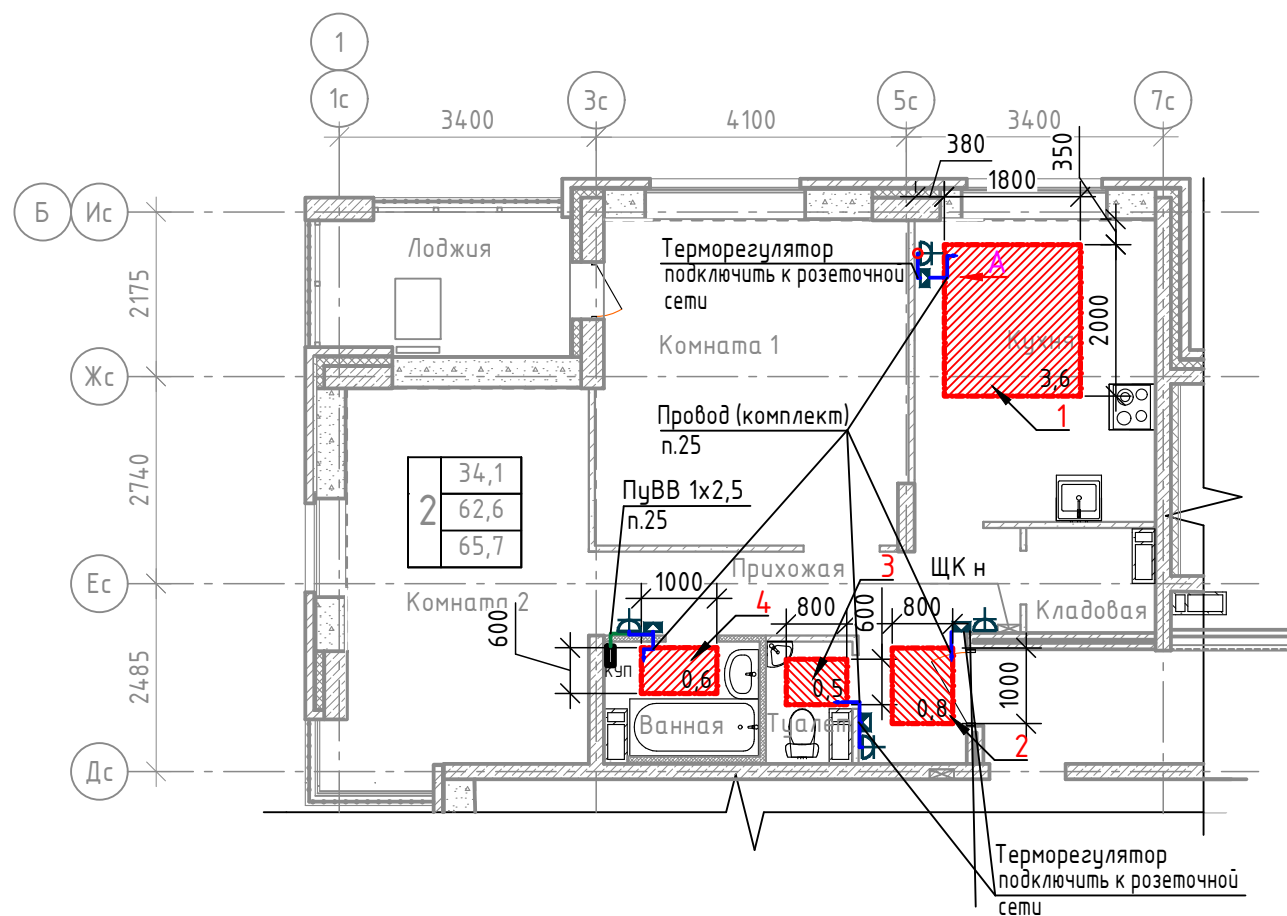 1
1с
3с
5с
7с
3400
4100
3400
380
350
1800
Б
Ис
Лоджия
Терморегулятор
подключить к розеточной
сети
А
2175
2000
Комната 1
Кухня
Жс
3,6
1
Провод (комплект)
п.25
2740
2
34,1
62,6
65,7
ПуВВ 1х2,5
п.25
Прихожая
3
ЩК н
Ес
1000
4
800
600
800
Комната 2
Кладовая
600
2485
КУП
0,6
0,5
0,8
1000
Ванная
Туалет
2
Дс
Терморегулятор
подключить к розеточной
сети